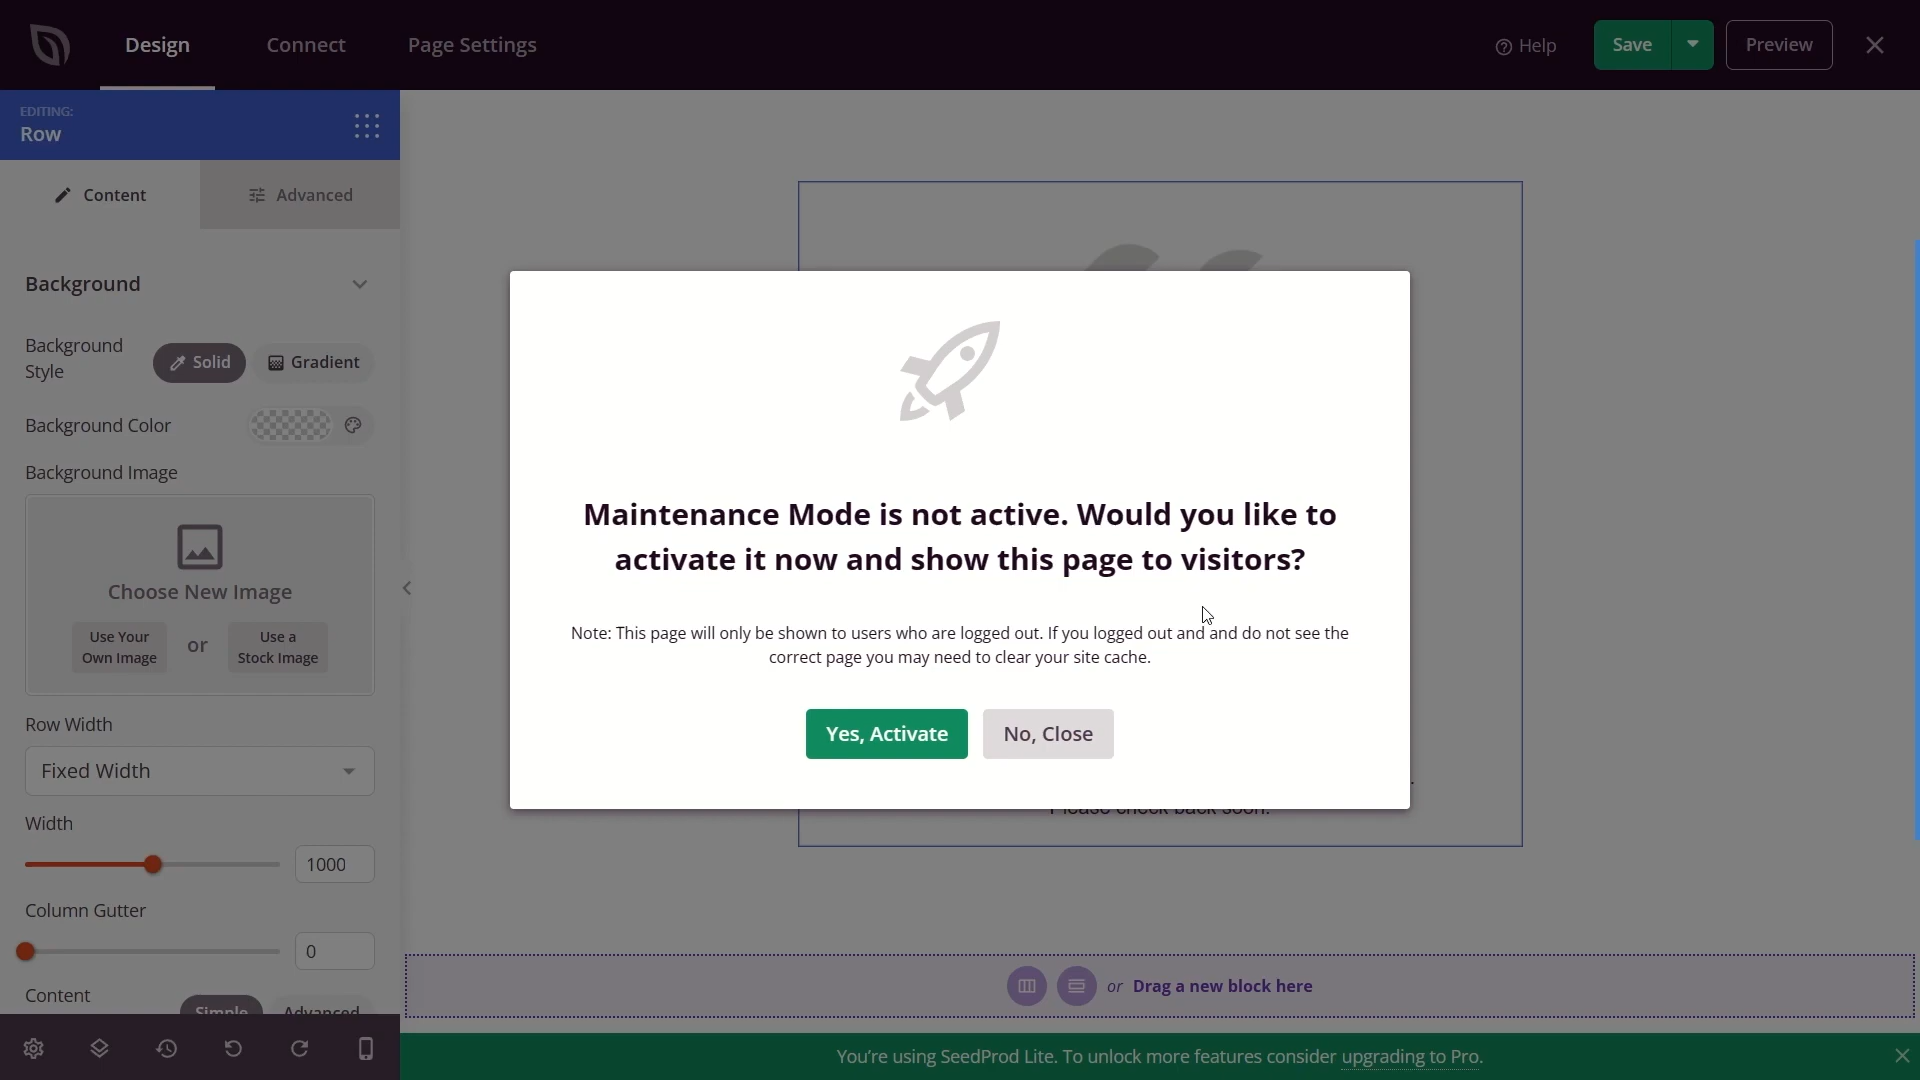 Design
Connect
Page Settings
Help
Save
Preview
EDITING:
Row
Content
Advanced
Background
Background
Style
Solid
Gradient
Background Color
Background Image
Choose New Image
Use Your
Own Image
or
Use a
Stock Image
Row Width
Fixed Width
Width
1000
Column Gutter
0
Content
Simple
Advanced
Maintenance Mode is not active. Would you like to
activate it now and show this page to visitors?
Note: This page will only be shown to users who are logged out. If you logged out and and do not see the
correct page you may need to clear your site cache.
Yes, Activate
No, Close
Please check back soon.
or Drag a new block here
You're using SeedProd Lite. To unlock more features consider upgrading to Pro.